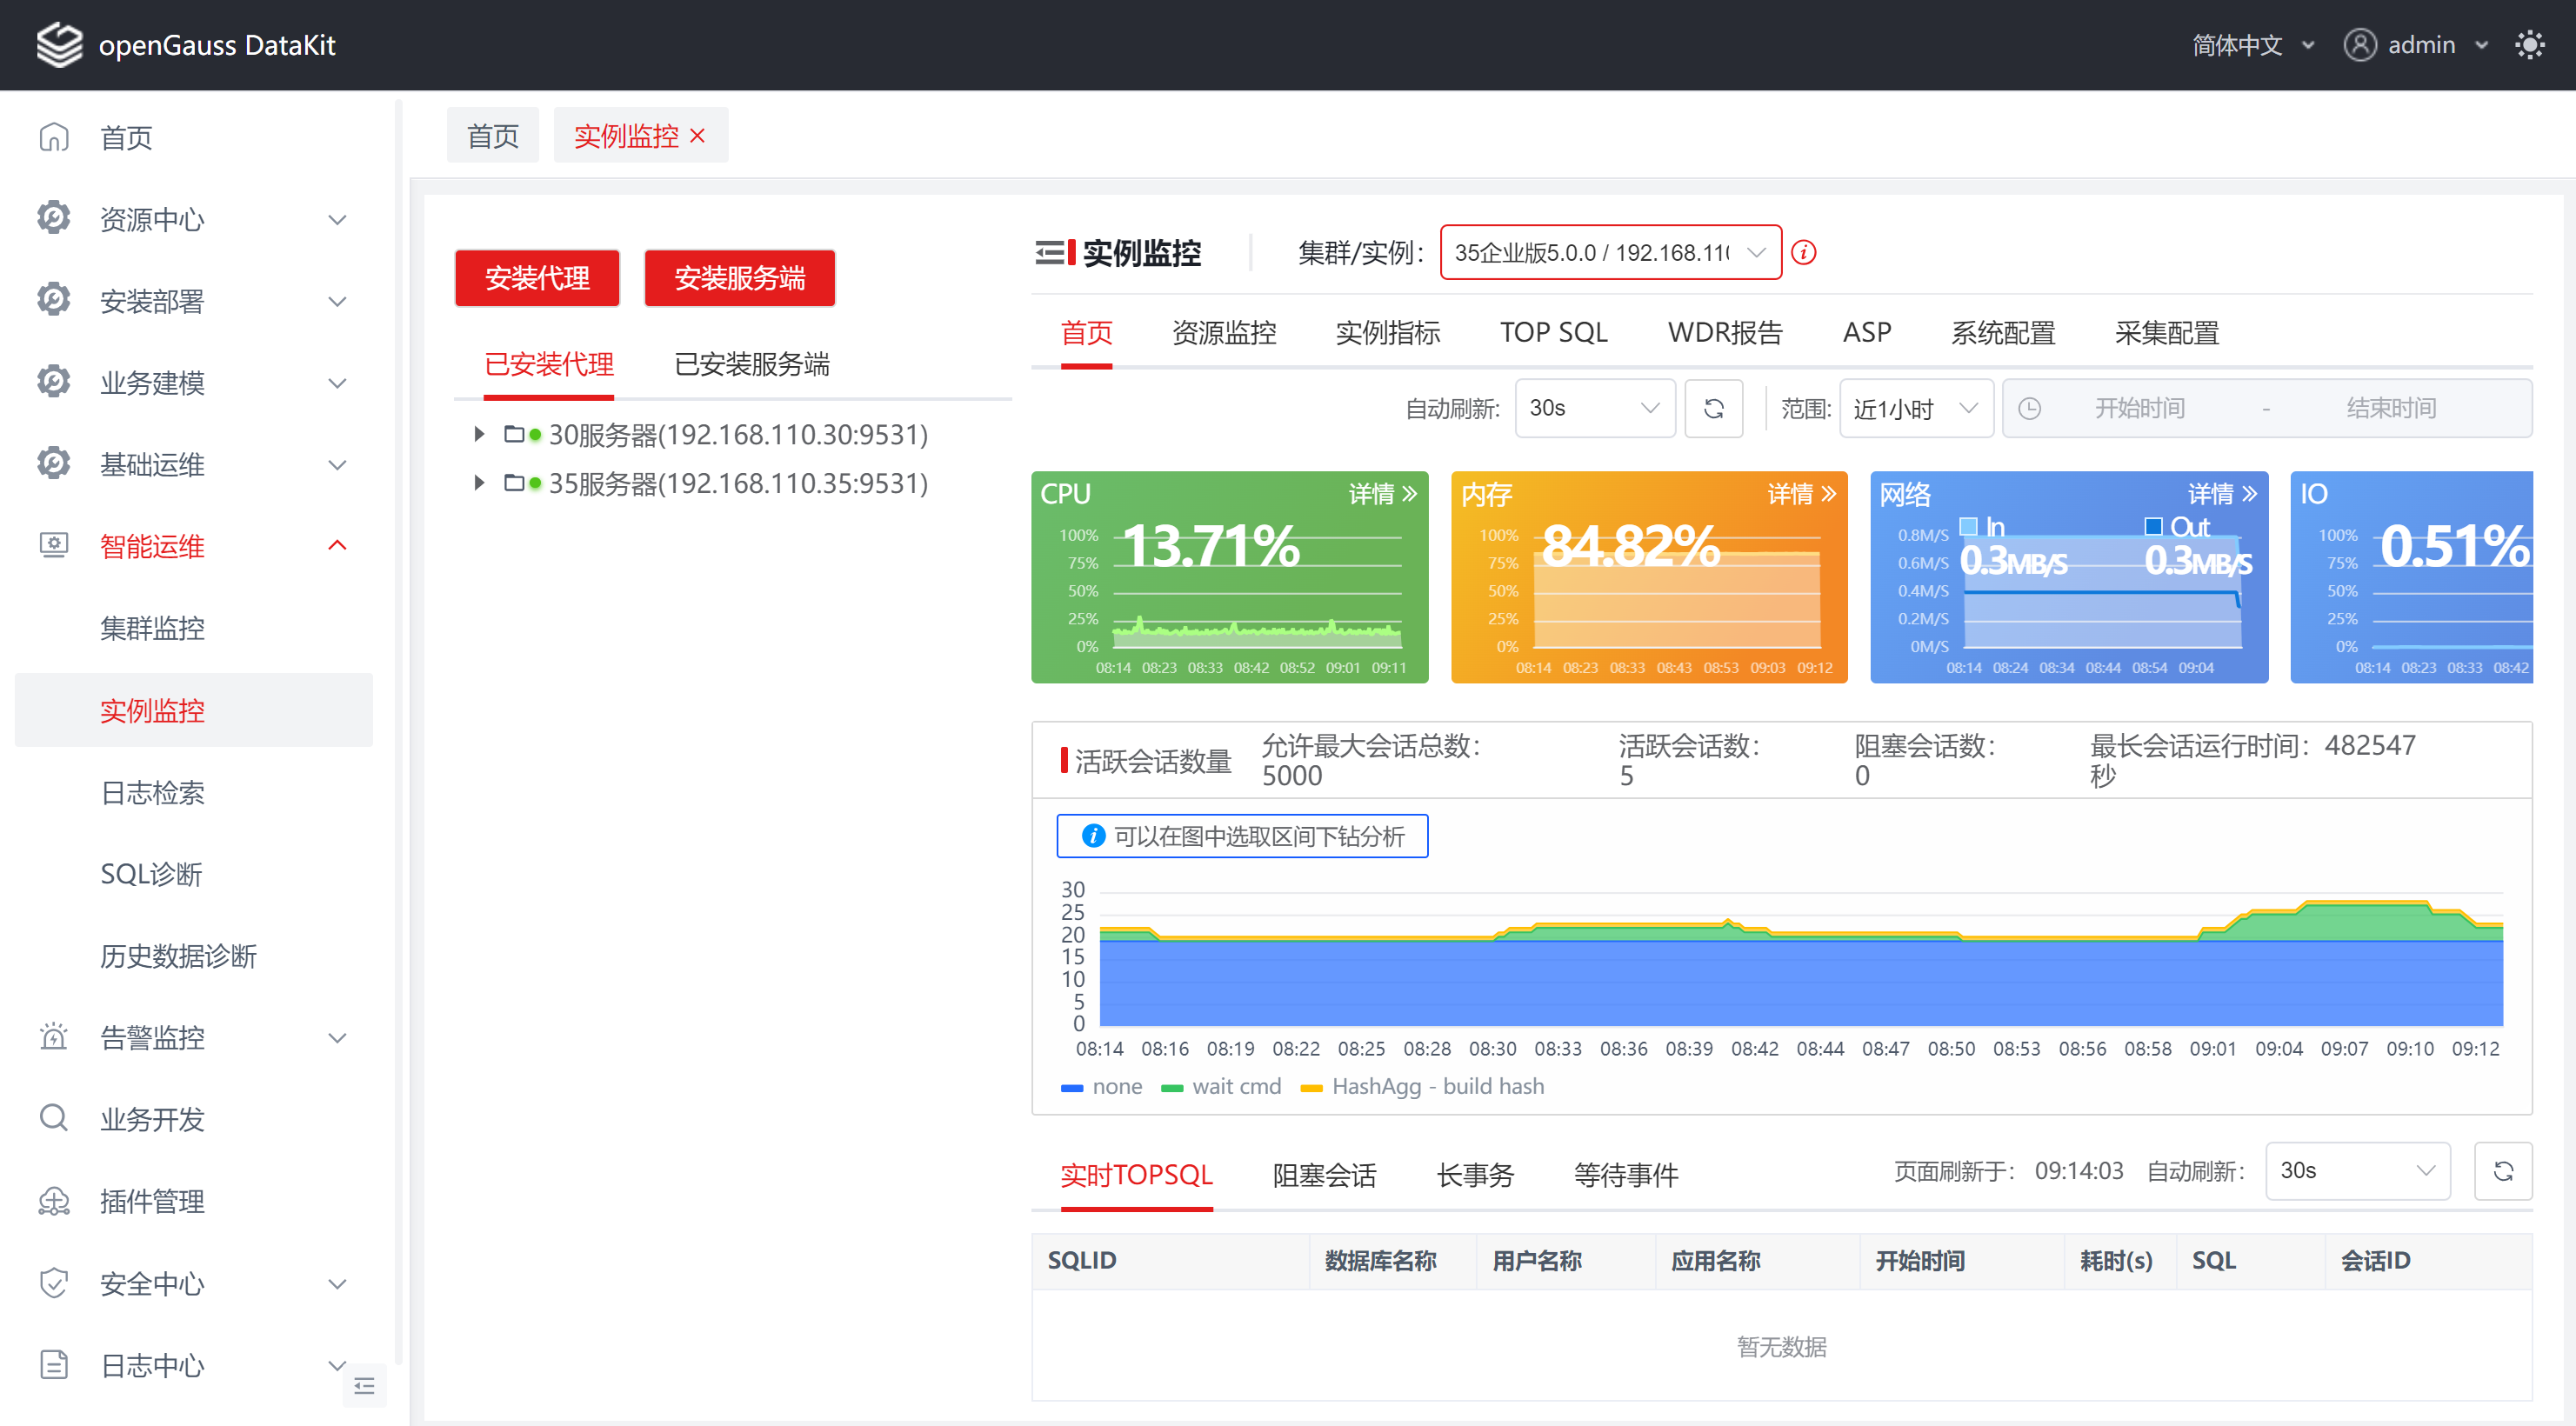 openGauss DataKit
简体中文
admin
首页
资源中心
安装部署
业务建模
基础运维
智能运维
集群监控
实例监控
日志检索
SQL诊断
历史数据诊断
告警监控
业务开发
插件管理
安全中心
日志中心
首页 实例监控
安装代理 安装服务端
已安装代理 已安装服务端
30服务器(192.168.110.30:9531)
35服务器(192.168.110.35:9531)
实例监控 集群/实例: 35企业版5.0.0 / 192.168.11
首页 资源监控 实例指标 TOP SQL WDR报告 ASP 系统配置 采集配置
自动刷新: 30s 范围: 近1小时 开始时间 - 结束时间
CPU 详情
13.71%
100%
75%
50%
25%
0%
08:14 08:23 08:33 08:42 08:52 09:01 09:11
内存 详情
84.82%
100%
75%
50%
25%
0%
08:14 08:23 08:33 08:43 08:53 09:03 09:12
网络 详情
In Out
0.3MB/S 0.3MB/S
0.8M/S
0.6M/S
0.4M/S
0.2M/S
0M/S
08:14 08:24 08:34 08:44 08:54 09:04
IO
0.51%
100%
75%
50%
25%
0%
08:14 08:23 08:33 08:42
活跃会话数量
允许最大会话总数:
5000
活跃会话数:
5
阻塞会话数:
0
最长会话运行时间: 482547
秒
可以在图中选取区间下钻分析
30
25
20
15
10
5
0
08:14 08:16 08:19 08:22 08:25 08:28 08:30 08:33 08:36 08:39 08:42 08:44 08:47 08:50 08:53 08:56 08:58 09:01 09:04 09:07 09:10 09:12
none wait cmd HashAgg - build hash
实时TOPSQL 阻塞会话 长事务 等待事件 页面刷新于: 09:14:03 自动刷新: 30s
SQLID 数据库名称 用户名称 应用名称 开始时间 耗时(s) SQL 会话ID
暂无数据